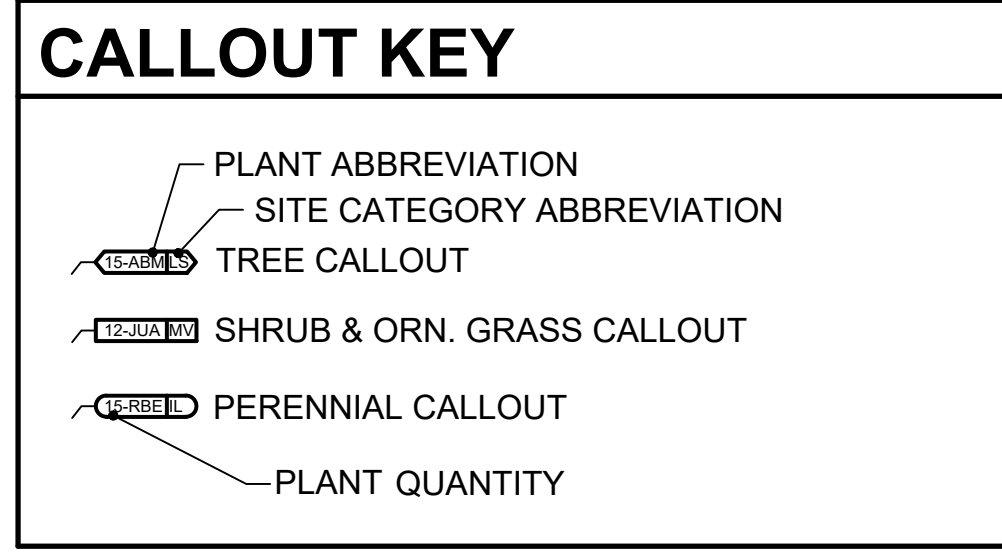 CALLOUT KEY
PLANT ABBREVIATION
SITE CATEGORY ABBREVIATION
15-ABM LS TREE CALLOUT
12-JUA MV SHRUB & ORN. GRASS CALLOUT
15-RBE IL PERENNIAL CALLOUT
PLANT QUANTITY